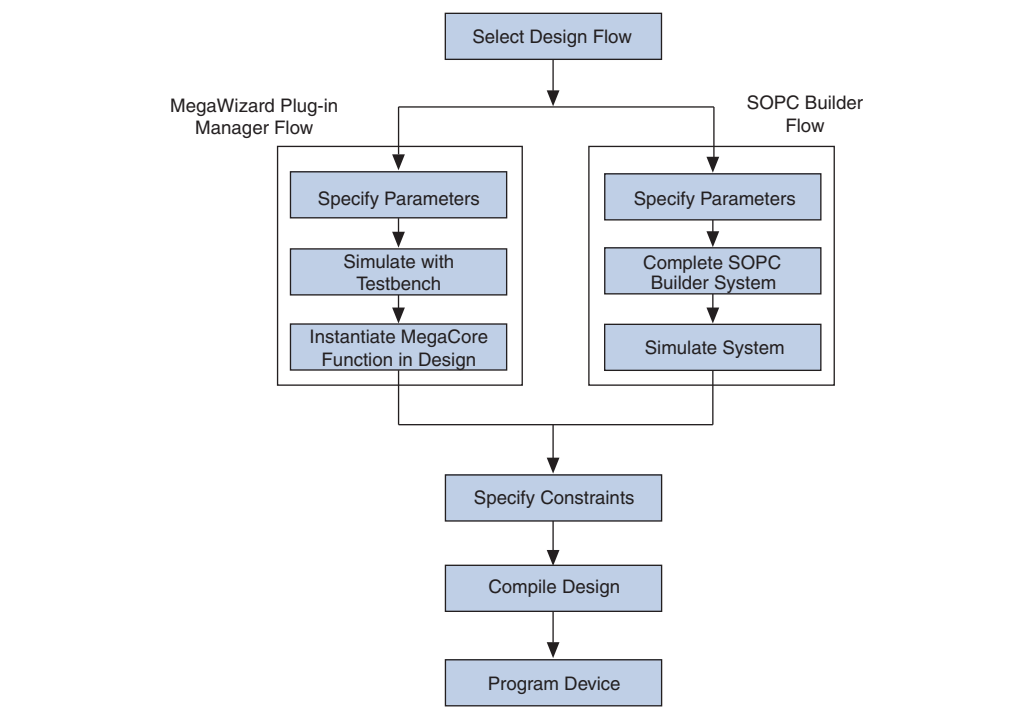 Select Design Flow
MegaWizard Plug-in
Manager Flow
SOPC Builder
Flow
Specify Parameters
Simulate with
Testbench
Instantiate MegaCore
Function in Design
Specify Parameters
Complete SOPC
Builder System
Simulate System
Specify Constraints
Compile Design
Program Device